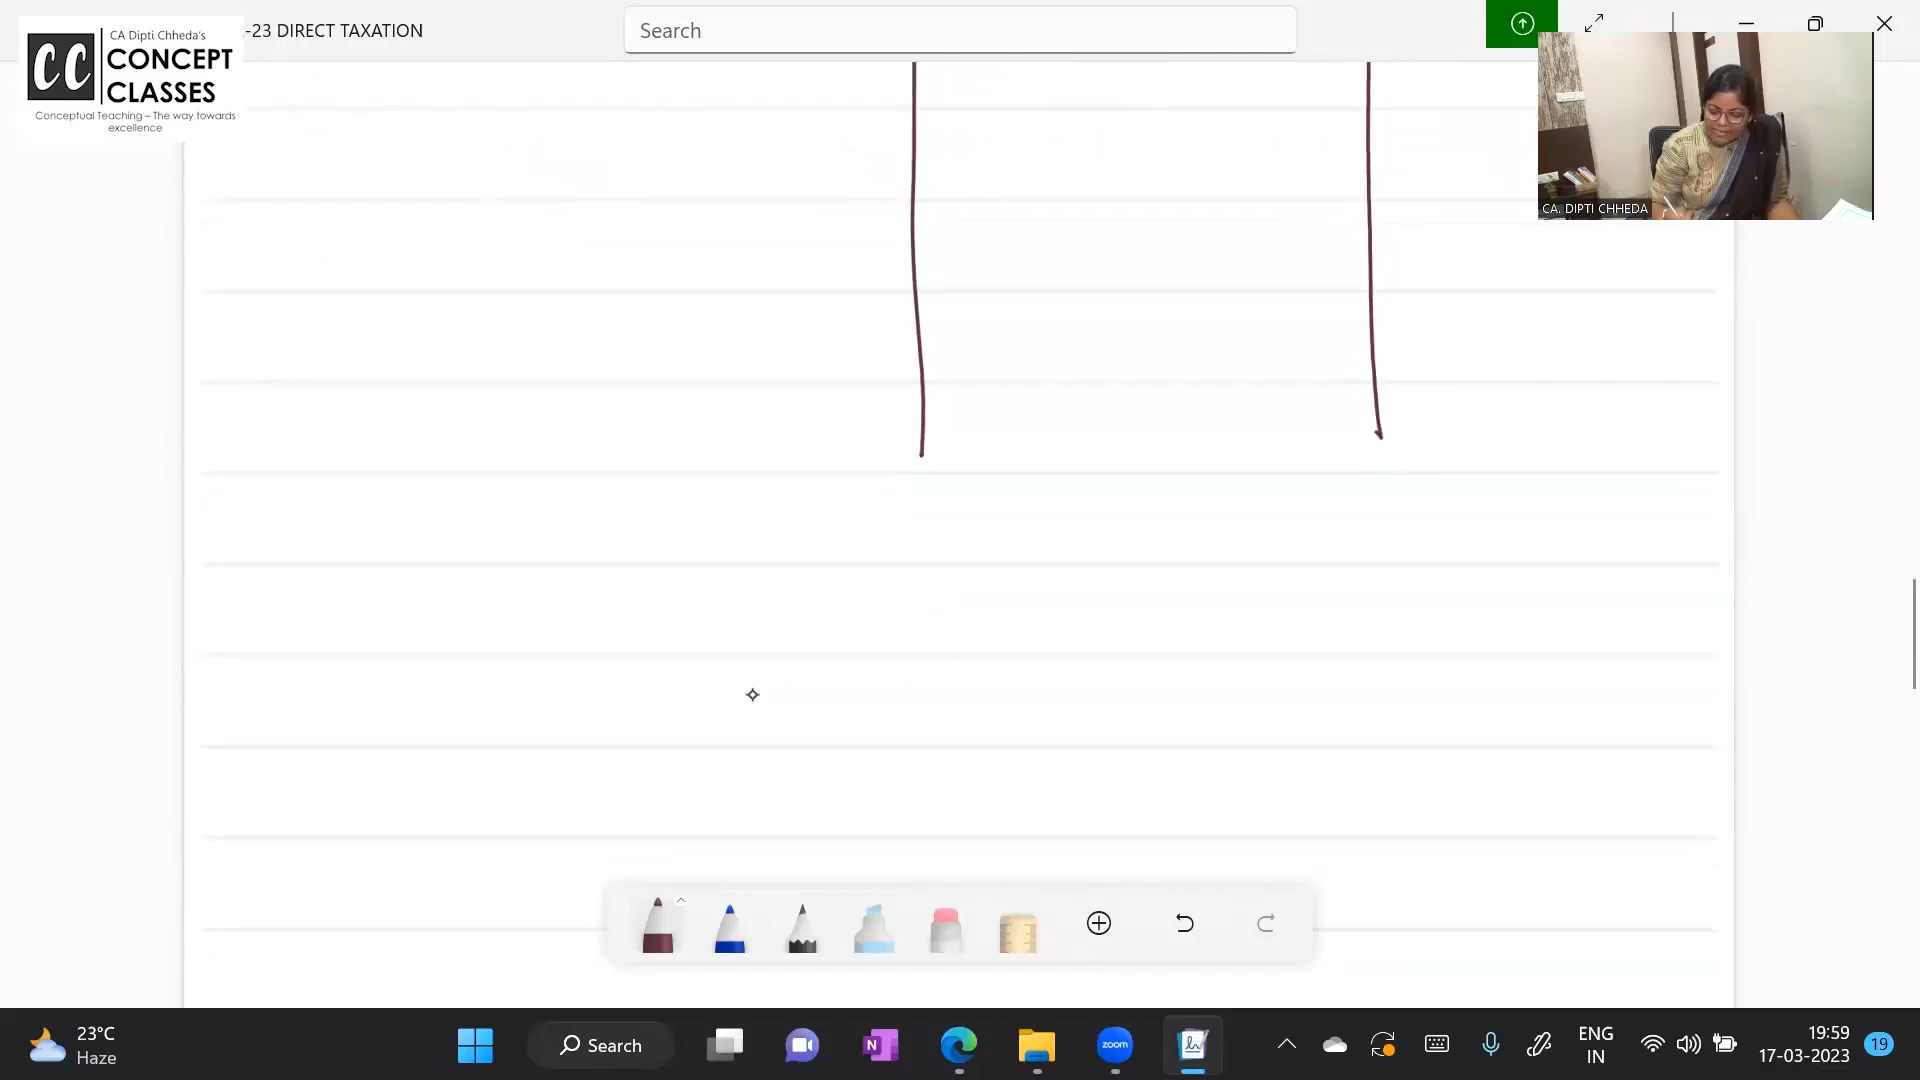 -23 DIRECT TAXATION
Search
CA Dipti Chheda's
CC CONCEPT
CLASSES
Conceptual Teaching – The way towards
excellence
CA. DIPTI CHHEDA
23°C
Haze
Search
N
zoom
ENG
IN
19:59
17-03-2023
19